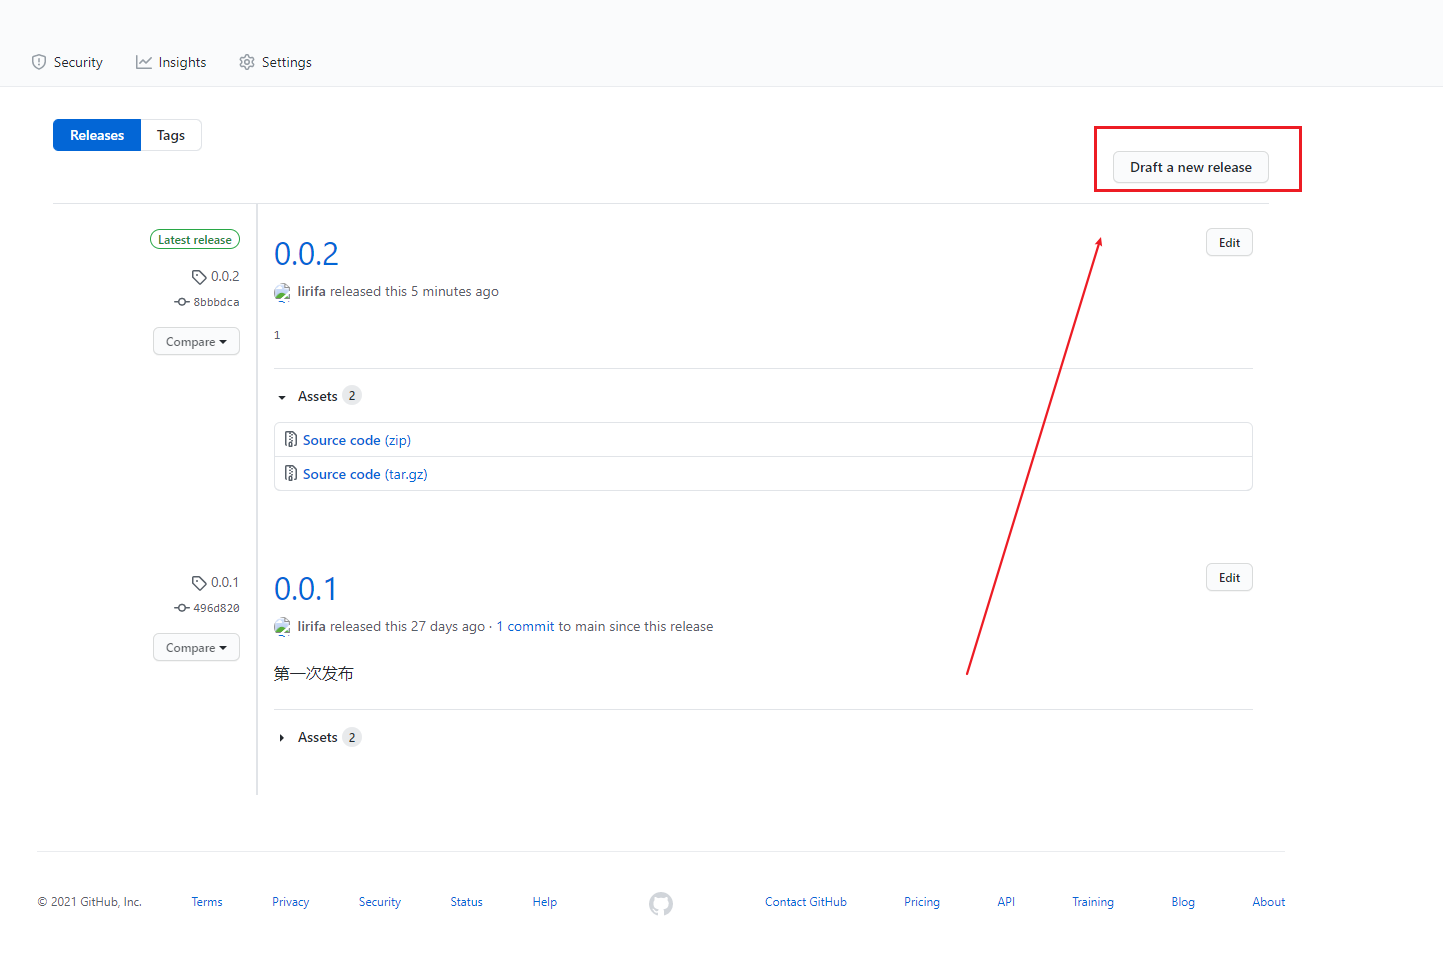 Security Insights Settings
Releases Tags
Draft a new release
Latest release
0.0.2
8bbbdca
Compare
0.0.2
Edit
lirifa released this 5 minutes ago
1
Assets 2
Source code (zip)
Source code (tar.gz)
0.0.1
496d820
Compare
0.0.1
Edit
lirifa released this 27 days ago · 1 commit to main since this release
第一次发布
Assets 2
© 2021 GitHub, Inc. Terms Privacy Security Status Help Contact GitHub Pricing API Training Blog About